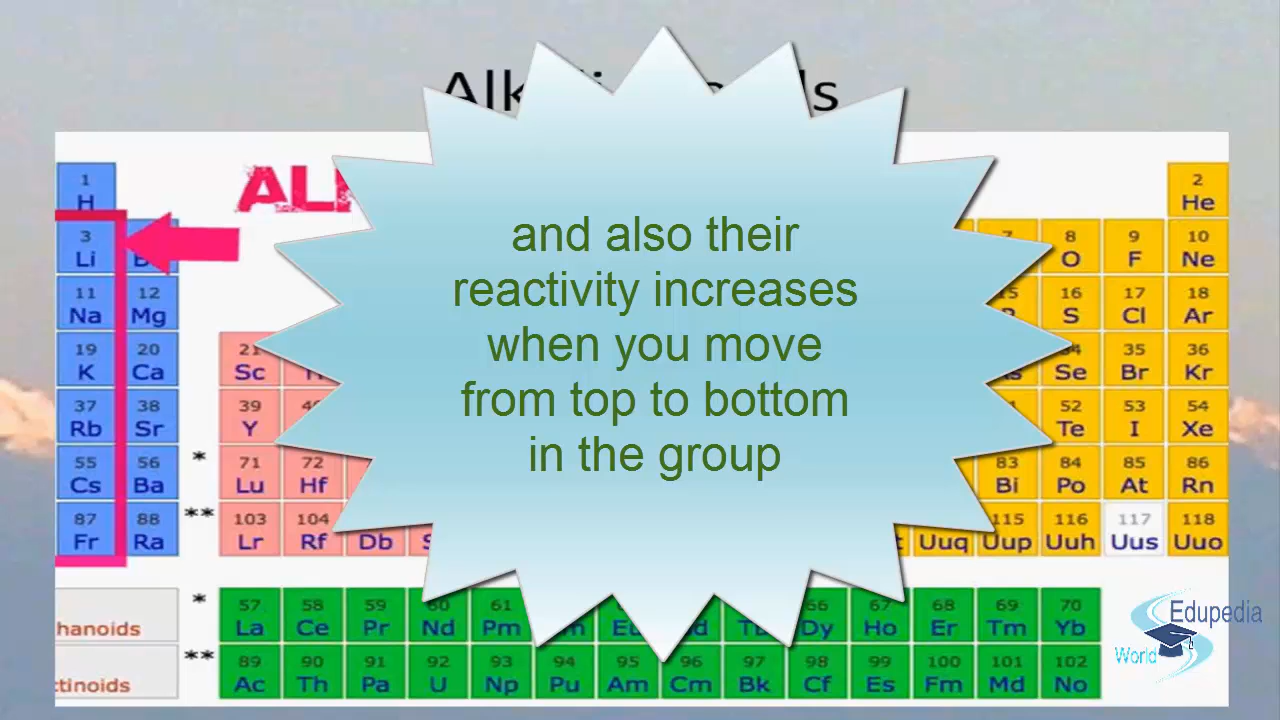 and also their
reactivity increases
when you move
from top to bottom
in the group
1 2
H He
3 7 8 9 10
Li O F Ne
11 12 15 16 17 18
Na Mg S Cl Ar
19 20 21 35 36
K Ca Sc Se Br Kr
37 38 39 52 53 54
Rb Sr Y Te I Xe
55 56 * 71 72 83 84 85 86
Cs Ba Lu Hf Bi Po At Rn
87 88 ** 103 104 115 116 117 118
Fr Ra Lr Rf Db Uuq Uup Uuh Uus Uuo
* 57 58 59 60 61 66 67 68 69 70
hanoids La Ce Pr Nd Pm Dy Ho Er Tm Yb
** 89 90 91 92 93 94 95 96 97 98 99 100 101 102
tinoids Ac Th Pa U Np Pu Am Cm Bk Cf Es Fm Md No
Edupedia
World